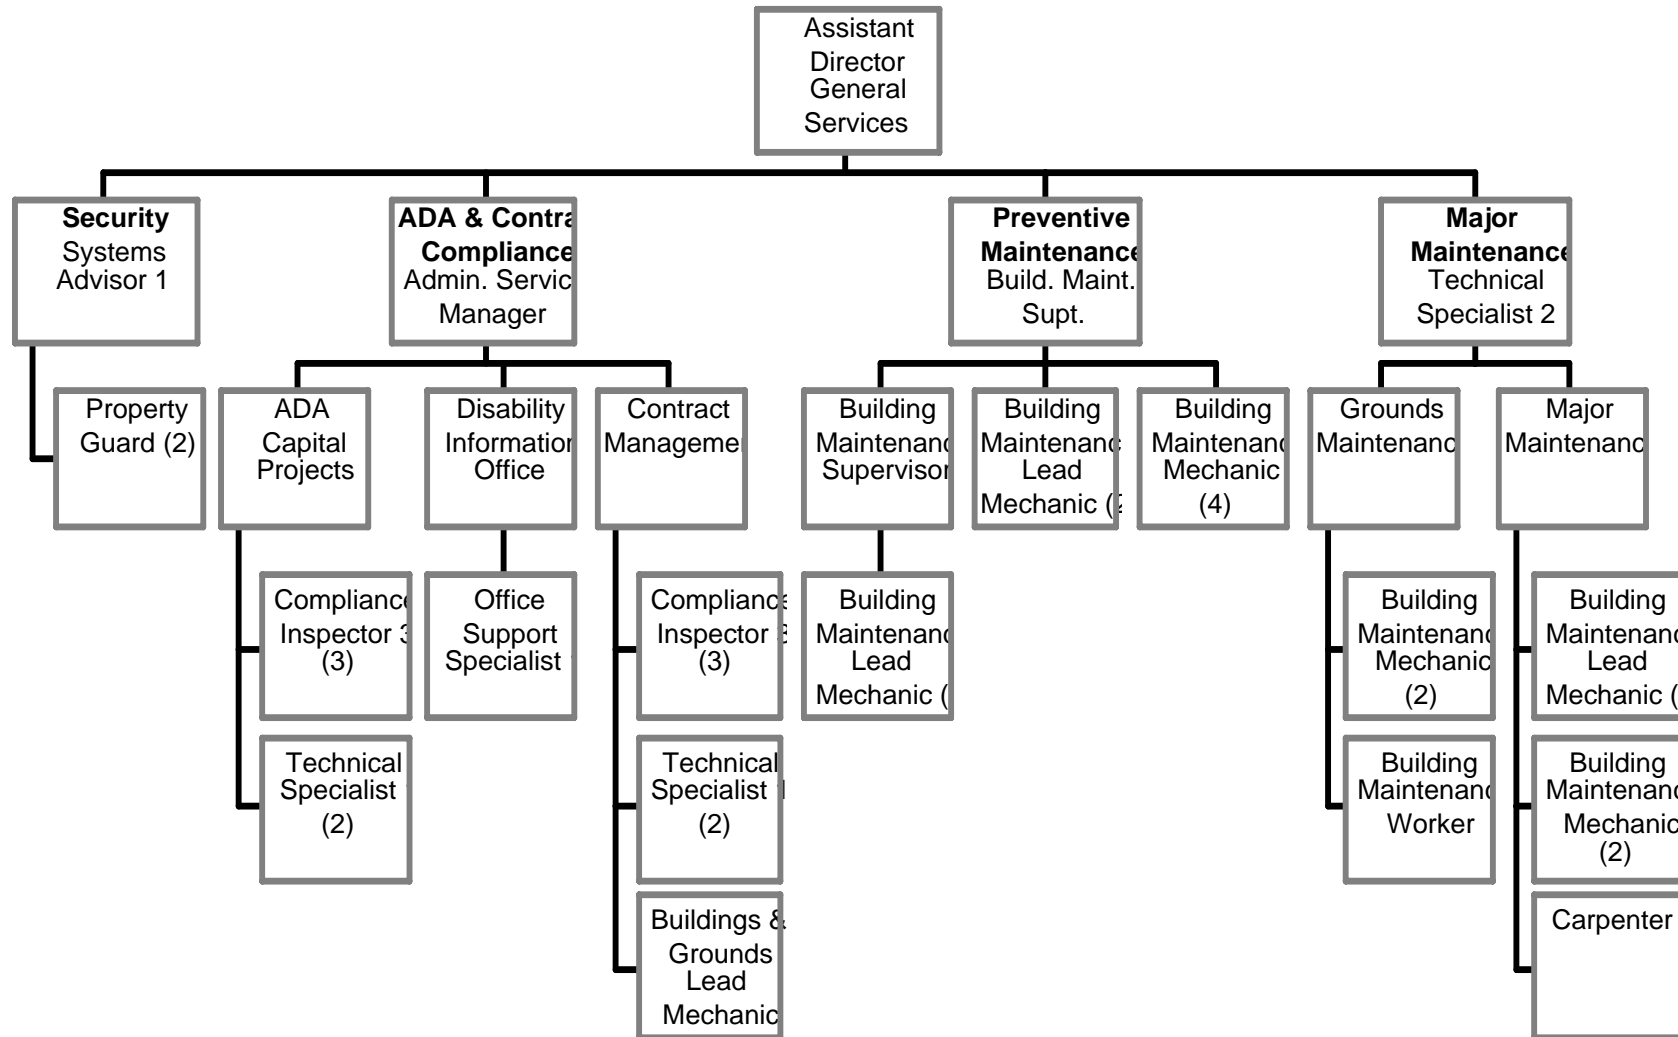 Assistant
Director
General
Services
Security
Systems
Advisor 1
ADA & Contra
Compliance
Admin. Servic
Manager
Preventive
Maintenance
Build. Maint.
Supt.
Major
Maintenance
Technical
Specialist 2
Property
Guard (2)
ADA
Capital
Projects
Disability
Information
Office
Contract
Managemen
Building
Maintenanc
Supervisor
Building
Maintenanc
Lead
Mechanic (2
Building
Maintenanc
Mechanic
(4)
Grounds
Maintenanc
Major
Maintenanc
Compliance
Inspector 3
(3)
Office
Support
Specialist
Compliance
Inspector 3
(3)
Building
Maintenanc
Lead
Mechanic (
Building
Maintenanc
Mechanic
(2)
Building
Maintenanc
Lead
Mechanic (
Technical
Specialist
(2)
Technical
Specialist 1
(2)
Building
Maintenanc
Worker
Building
Maintenanc
Mechanic
(2)
Buildings &
Grounds
Lead
Mechanic
Carpenter